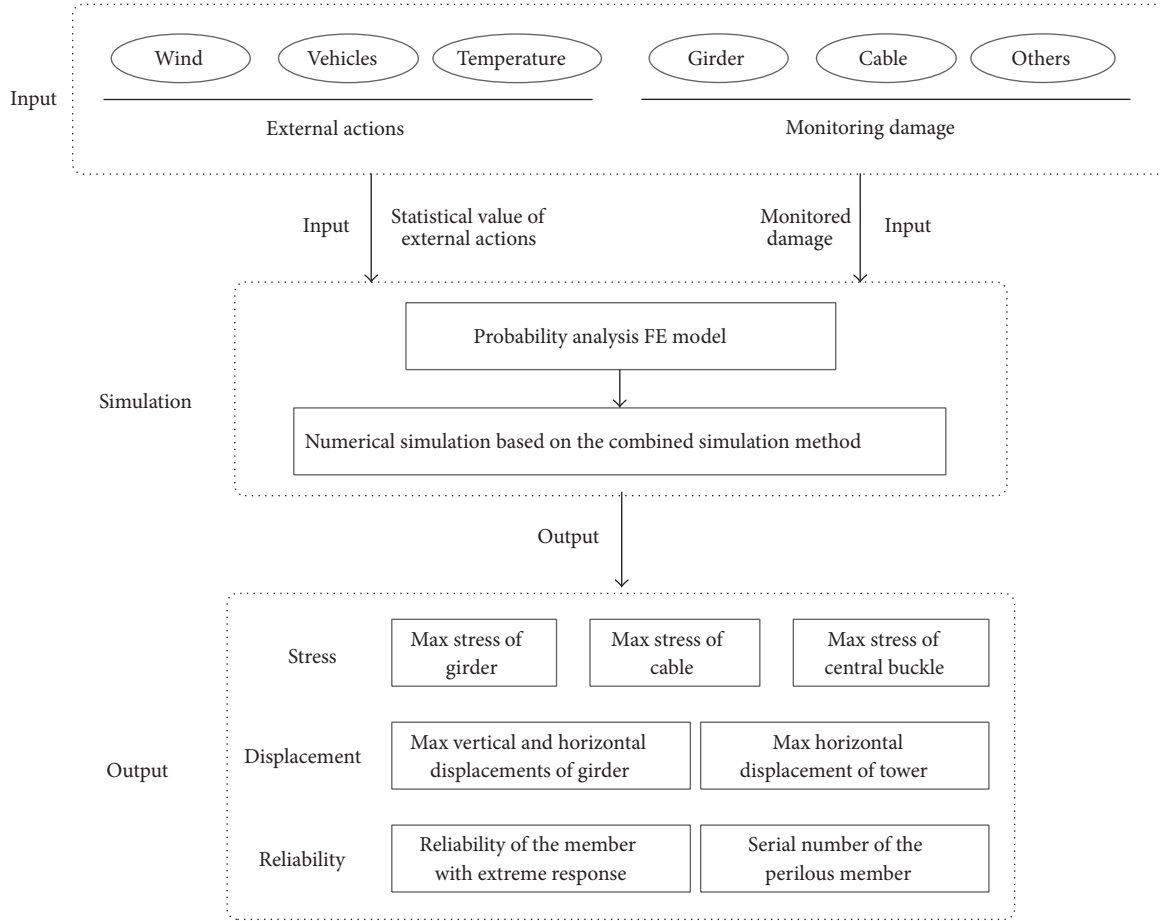 Wind
Vehicles
Temperature
Girder
Cable
Others
Input
External actions
Monitoring damage
Input
Statistical value of
external actions
Monitored
damage
Input
Probability analysis FE model
Simulation
Numerical simulation based on the combined simulation method
Output
Stress
Max stress of
girder
Max stress of
cable
Max stress of
central buckle
Output
Displacement
Max vertical and horizontal
displacements of girder
Max horizontal
displacement of tower
Reliability
Reliability of the member
with extreme response
Serial number of the
perilous member